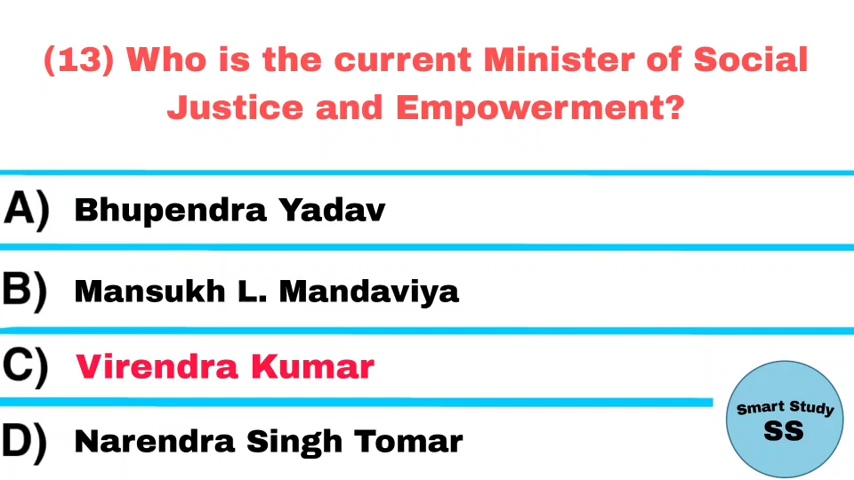 (13) Who is the current Minister of Social
Justice and Empowerment?
A) Bhupendra Yadav
B) Mansukh L. Mandaviya
C) Virendra Kumar
D) Narendra Singh Tomar
Smart Study
SS